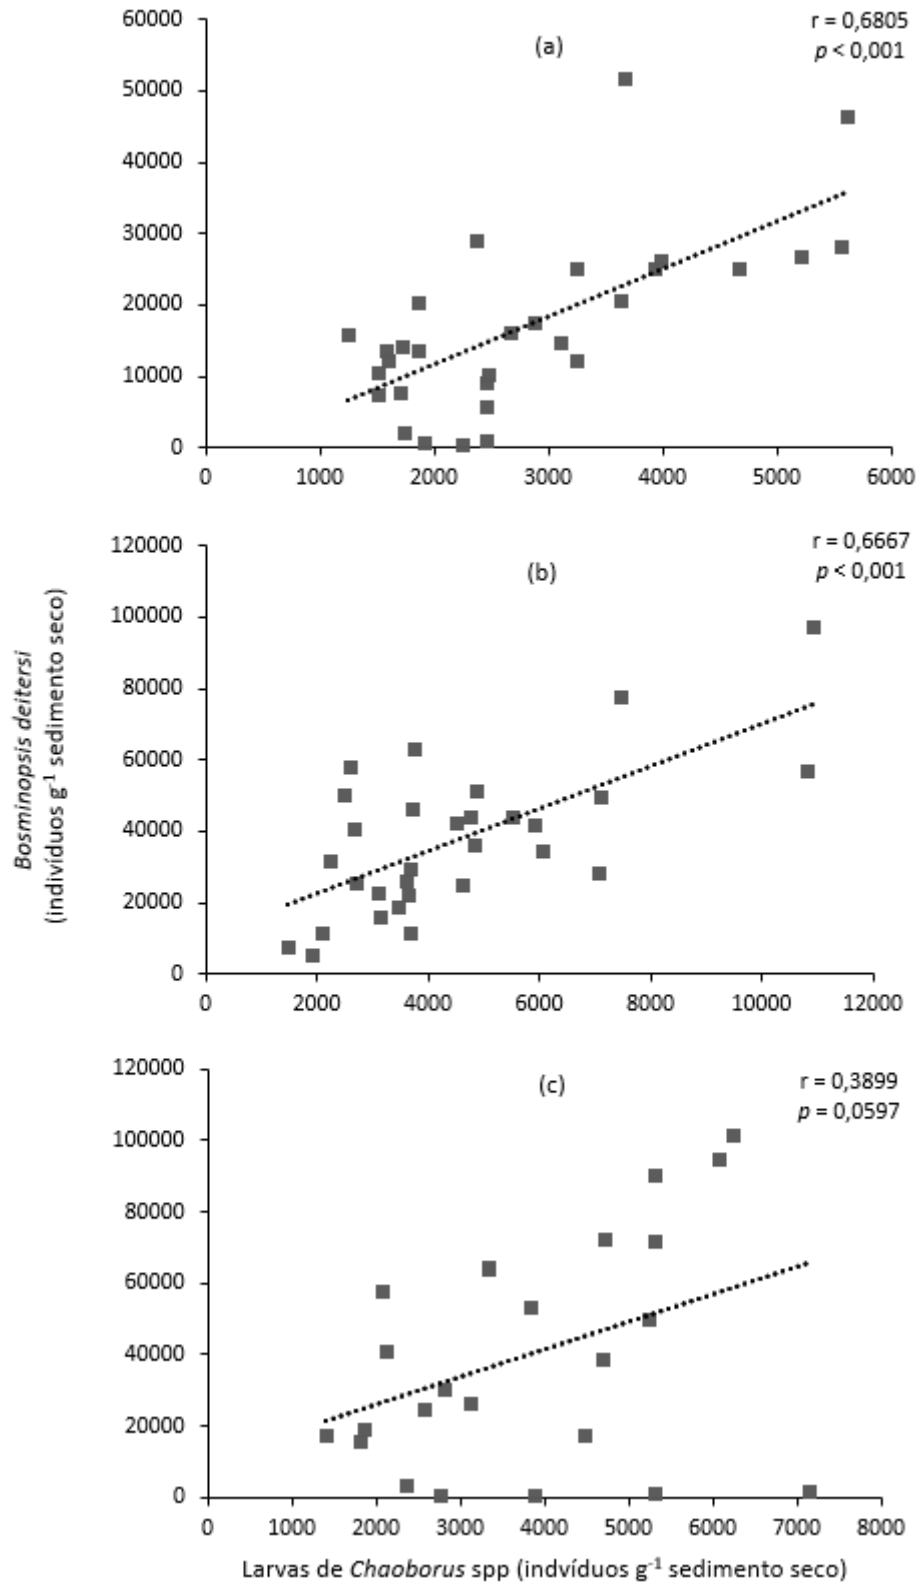 r = 0,6805
p < 0,001
(a)
60000
50000
40000
30000
20000
10000
0
0 1000 2000 3000 4000 5000 6000
r = 0,6667
p < 0,001
(b)
120000
100000
80000
60000
40000
20000
0
0 2000 4000 6000 8000 10000 12000
Bosminopsis deitersi
(indivíduos g-1 sedimento seco)
r = 0,3899
p = 0,0597
(c)
120000
100000
80000
60000
40000
20000
0
0 1000 2000 3000 4000 5000 6000 7000 8000
Larvas de Chaoborus spp (indvíduos g-1 sedimento seco)